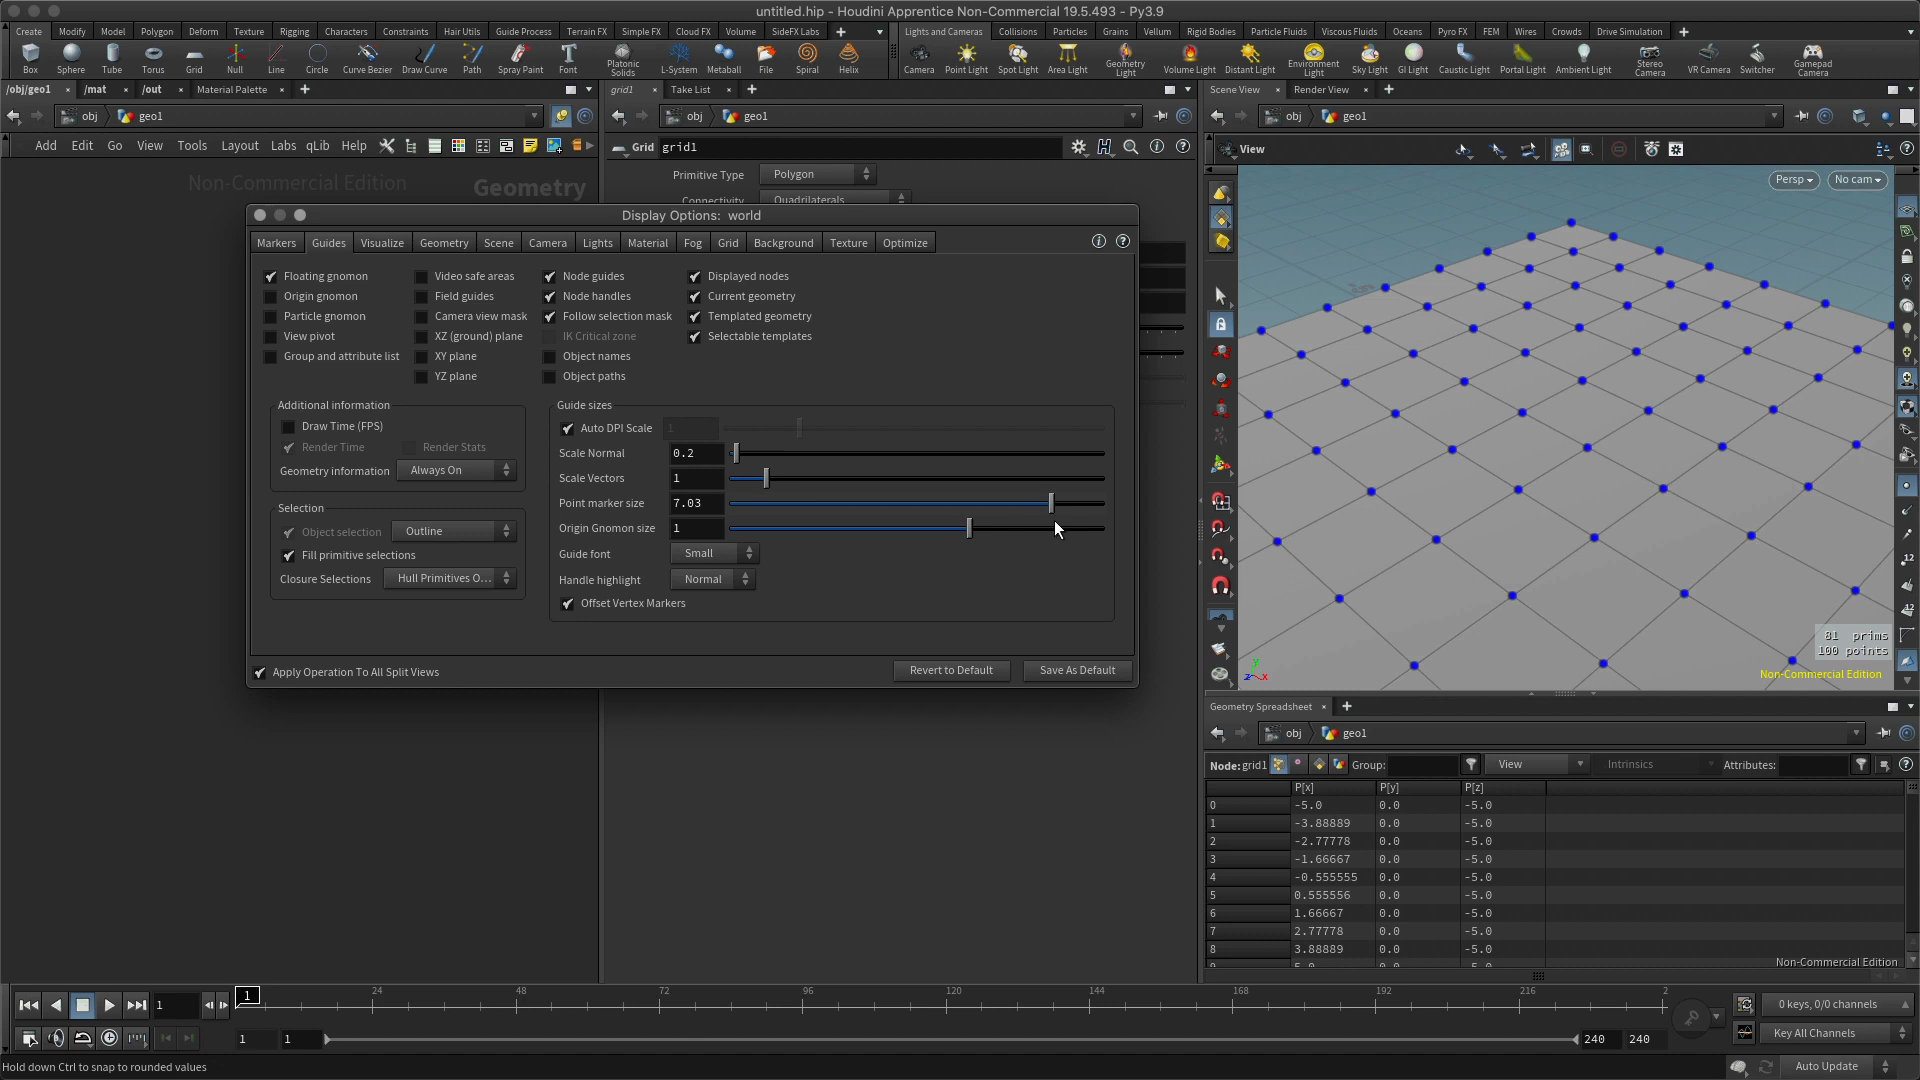 untitled.hip - Houdini Apprentice Non-Commercial 19.5.493 - Py3.9
Create Modify Model Polygon Deform Texture Rigging Characters Constraints Hair Utils Guide Process Terrain FX Simple FX Cloud FX Volume SideFX Labs
Lights and Cameras Collisions Particles Grains Vellum Rigid Bodies Particle Fluids Viscous Fluids Oceans Pyro FX FEM Wires Crowds Drive Simulation
Box Sphere Tube Torus Grid Null Line Circle Curve Bezier Draw Curve Path Spray Paint Font Platonic Solids L-System Metaball File Spiral Helix
Camera Point Light Spot Light Area Light Geometry Light Volume Light Distant Light Environment Light Sky Light GI Light Caustic Light Portal Light Ambient Light Stereo Camera VR Camera Switcher Gamepad Camera
/obj/geo1 /mat /out Material Palette
grid1 Take List
Scene View Render View
obj geo1
obj geo1
obj geo1
Add Edit Go View Tools Layout Labs qLib Help
Grid grid1
View
Non-Commercial Edition Geometry
Primitive Type Polygon
Connectivity Quadrilaterals
Persp No cam
Display Options: world
Markers Guides Visualize Geometry Scene Camera Lights Material Fog Grid Background Texture Optimize
Floating gnomon Video safe areas Node guides Displayed nodes
Origin gnomon Field guides Node handles Current geometry
Particle gnomon Camera view mask Follow selection mask Templated geometry
View pivot XZ (ground) plane IK Critical zone Selectable templates
Group and attribute list XY plane Object names
YZ plane Object paths
Additional information
Draw Time (FPS)
Render Time Render Stats
Geometry information Always On
Selection
Object selection Outline
Fill primitive selections
Closure Selections Hull Primitives O...
Guide sizes
Auto DPI Scale 1
Scale Normal 0.2
Scale Vectors 1
Point marker size 7.03
Origin Gnomon size 1
Guide font Small
Handle highlight Normal
Offset Vertex Markers
Apply Operation To All Split Views
Revert to Default Save As Default
81 prims
100 points
Non-Commercial Edition
y
z x
12
12
Geometry Spreadsheet
obj geo1
Node: grid1 Group: View Intrinsics Attributes:
P[x] P[y] P[z]
0 -5.0 0.0 -5.0
1 -3.88889 0.0 -5.0
2 -2.77778 0.0 -5.0
3 -1.66667 0.0 -5.0
4 -0.555555 0.0 -5.0
5 0.555556 0.0 -5.0
6 1.66667 0.0 -5.0
7 2.77778 0.0 -5.0
8 3.88889 0.0 -5.0
9 5.0 0.0 -5.0
Non-Commercial Edition
1 1 24 48 72 96 120 144 168 192 216 2
0 keys, 0/0 channels
1 1 240 240
Key All Channels
Hold down Ctrl to snap to rounded values
Auto Update